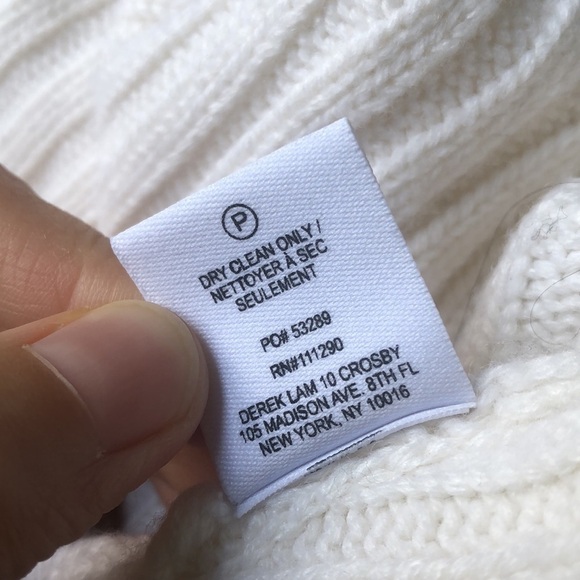 P
DRY CLEAN ONLY /
NETTOYER À SEC
SEULEMENT
PO# 53289
RN#111290
DEREK LAM 10 CROSBY
105 MADISON AVE. 8TH FL
NEW YORK, NY 10016